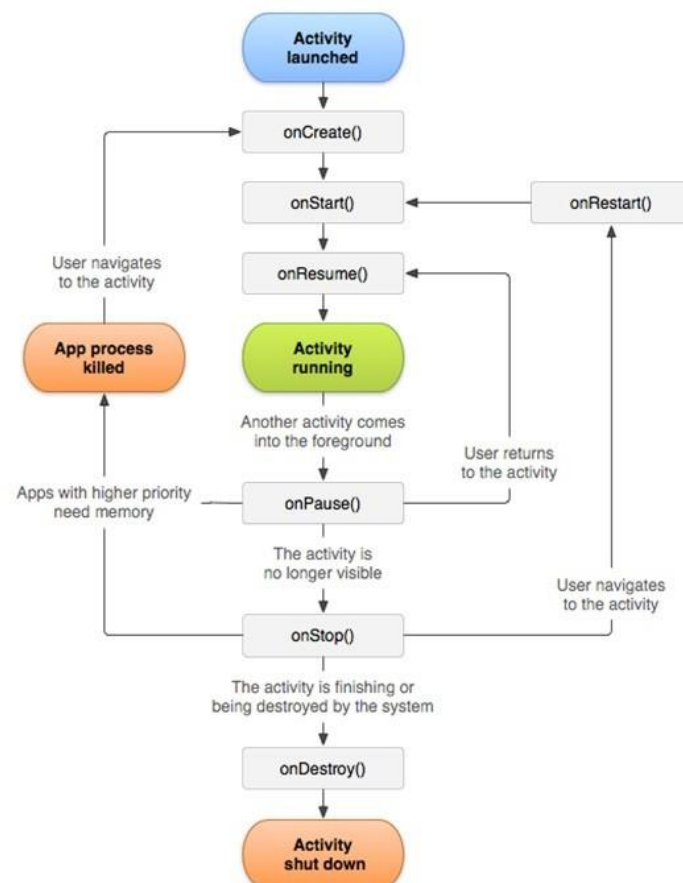 Activity
launched
onCreate()
onStart()
onRestart()
User navigates
to the activity
onResume()
App process
killed
Activity
running
Another activity comes
into the foreground
User returns
to the activity
Apps with higher priority
need memory
onPause()
The activity is
no longer visible
User navigates
to the activity
onStop()
The activity is finishing or
being destroyed by the system
onDestroy()
Activity
shut down